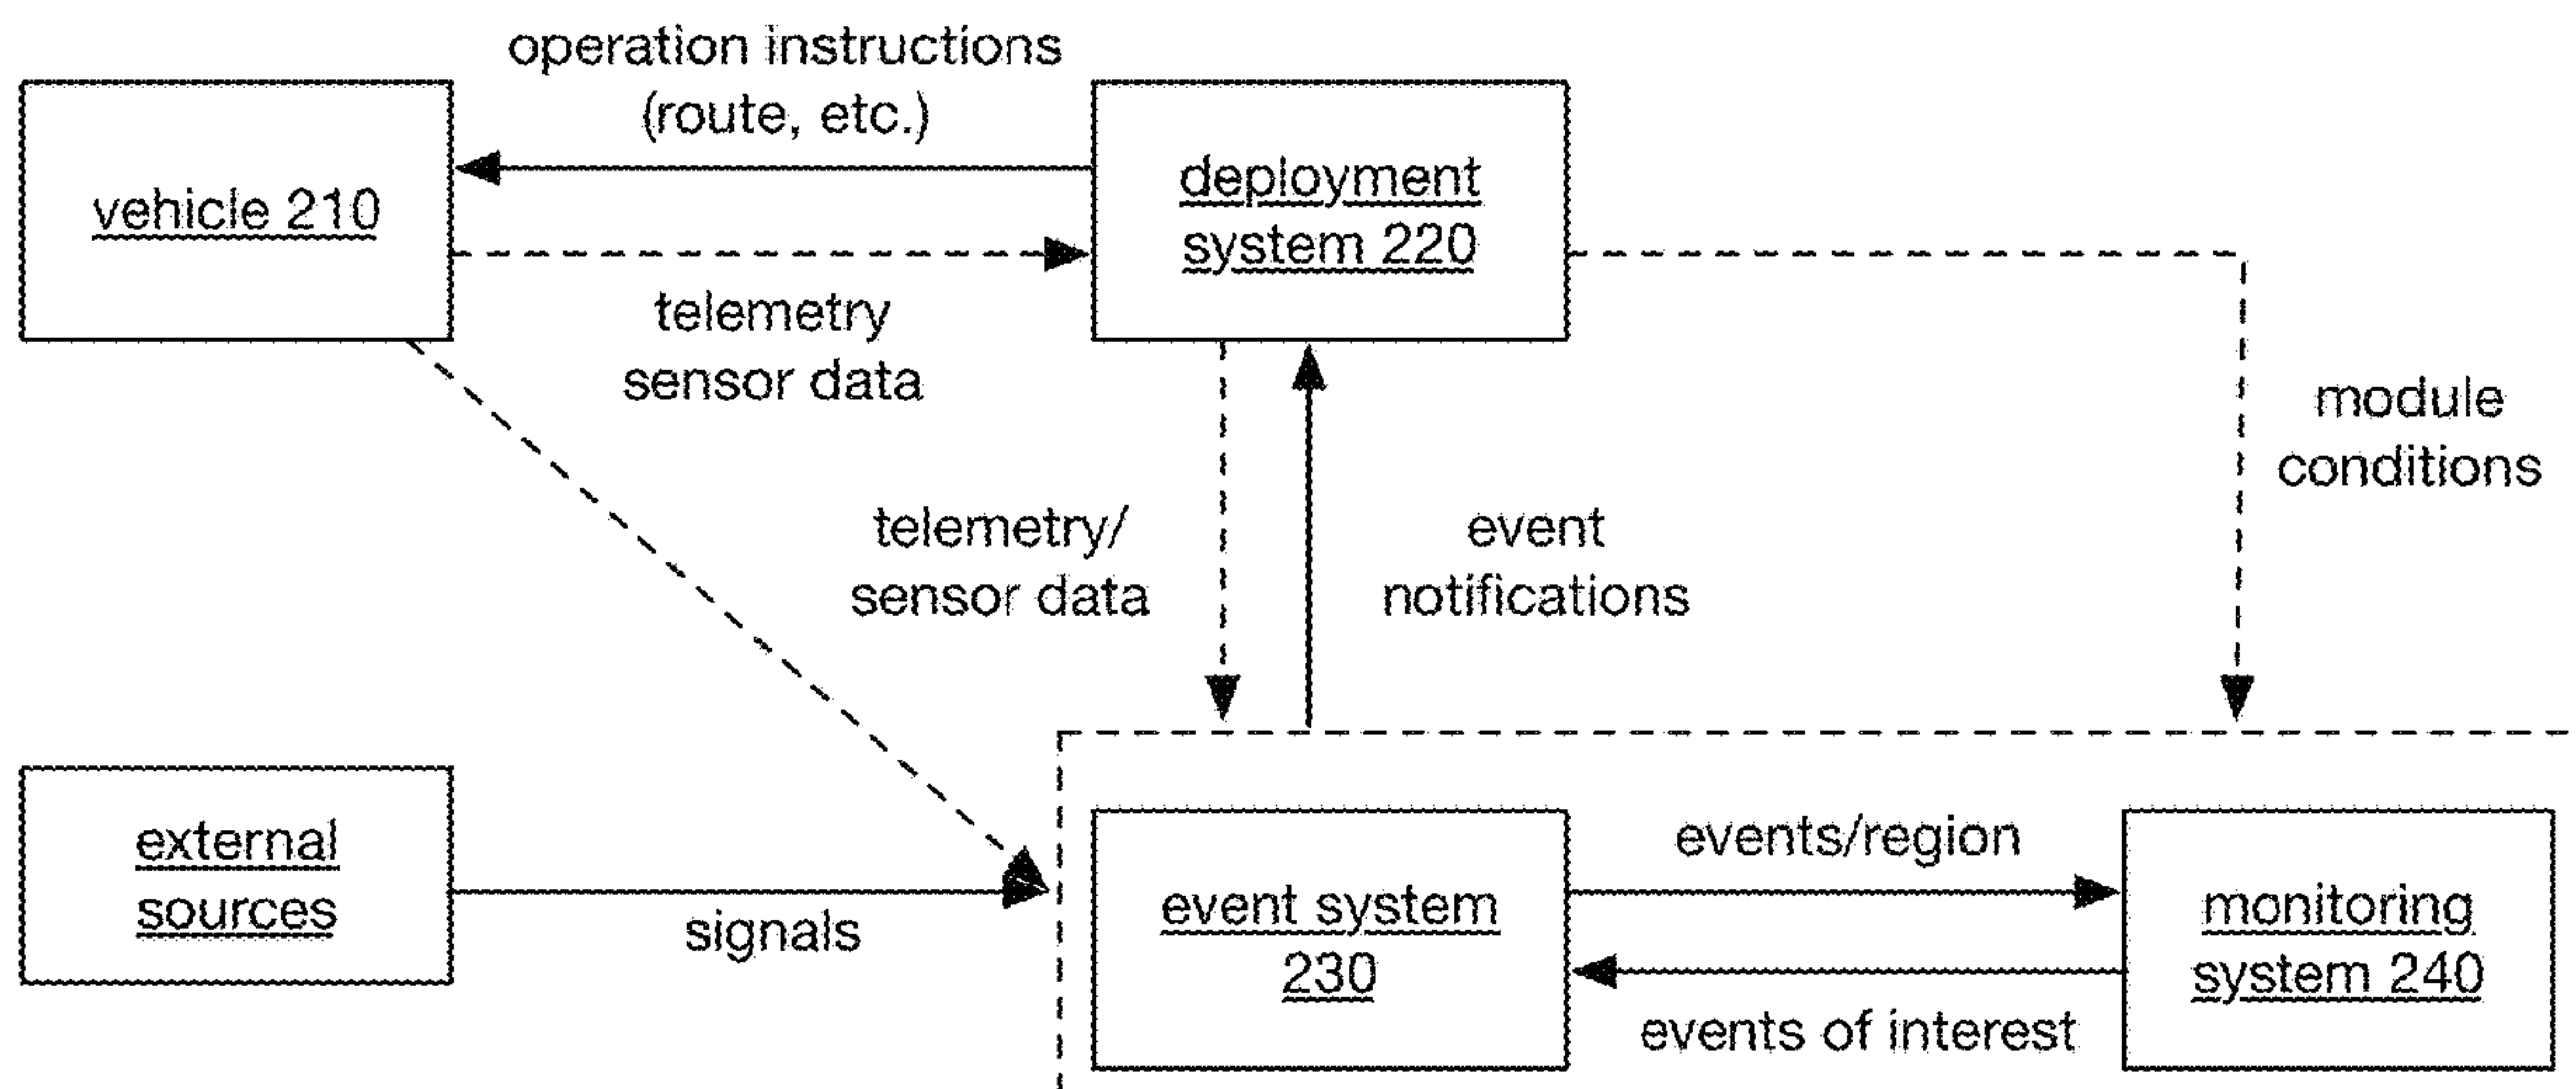 operation instructions
(route, etc.)
vehicle 210
deployment
system 220
telemetry
sensor data
module
conditions
telemetry/
sensor data
event
notifications
external
sources
signals
event system
230
events/region
events of interest
monitoring
system 240